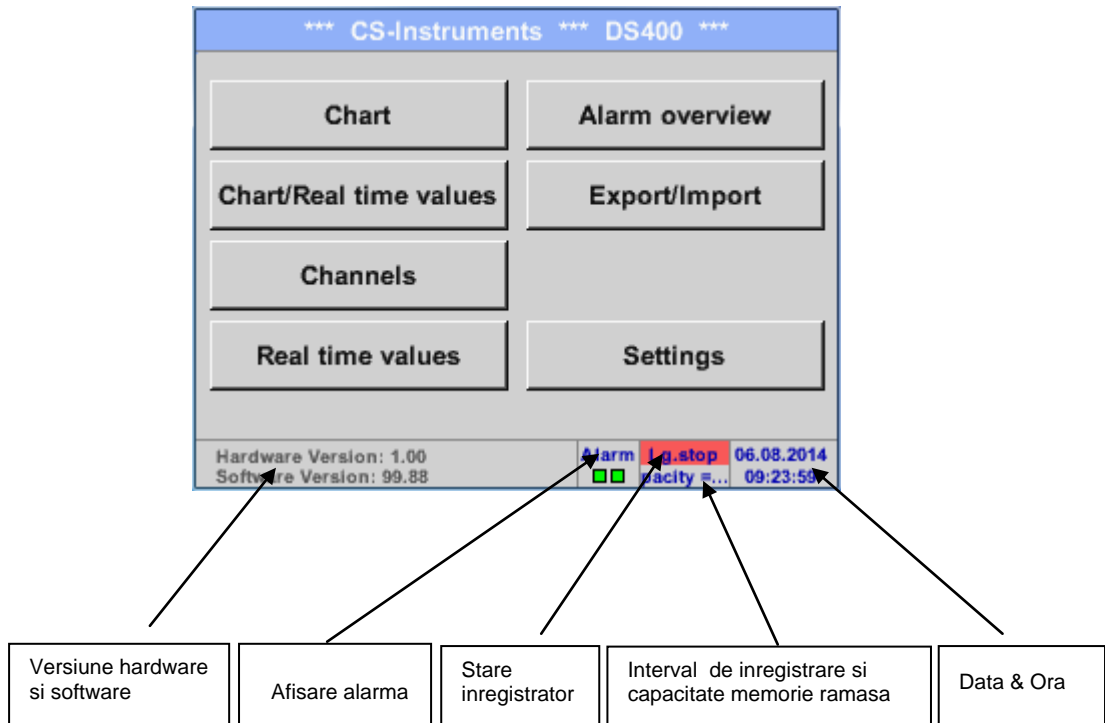 *** CS-Instruments *** DS400 ***
Chart
Alarm overview
Chart/Real time values
Export/Import
Channels
Real time values
Settings
Hardware Version: 1.00
Software Version: 99.88
Alarm
g.stop
pacity =...
06.08.2014
09:23:59
Versiune hardware
si software
Afisare alarma
Stare
inregistrator
Interval de inregistrare si
capacitate memorie ramasa
Data & Ora